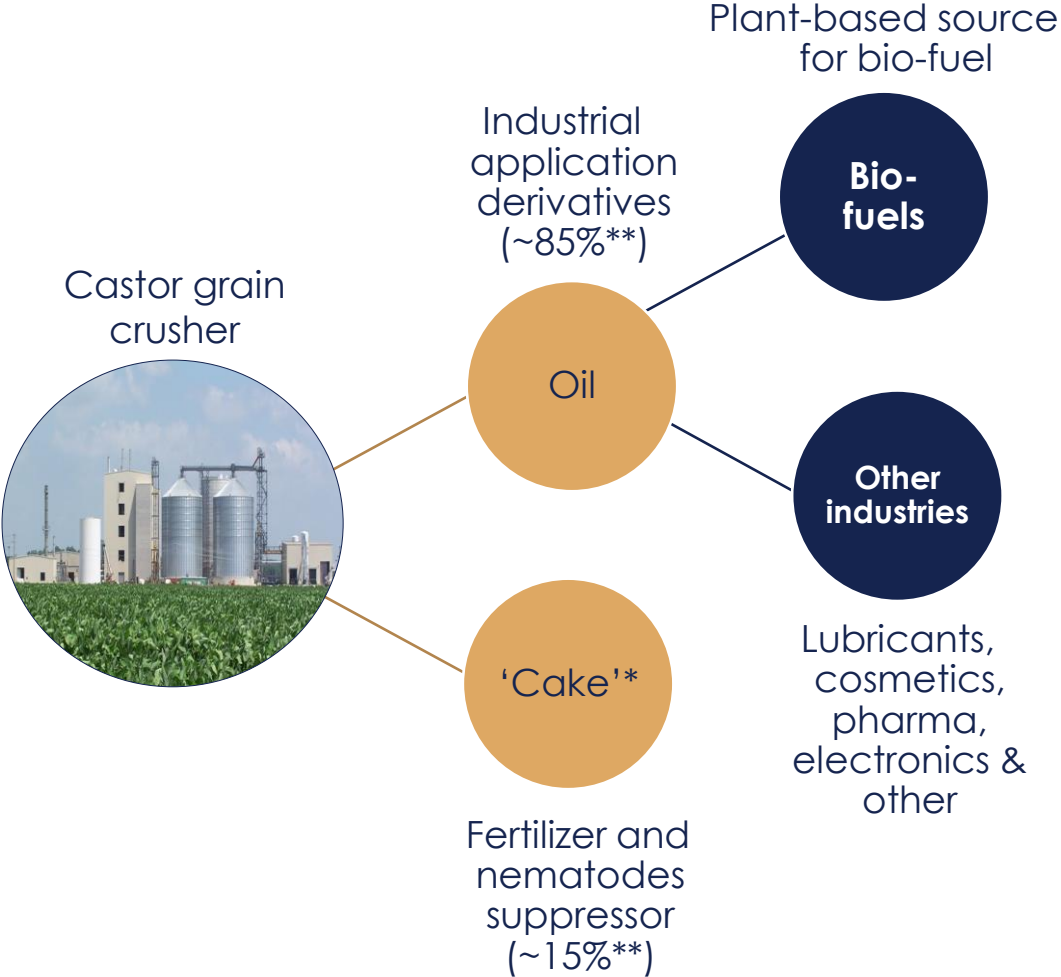 Plant-based source
for bio-fuel
Bio-
fuels
Industrial
application
derivatives
(~85%**)
Oil
Castor grain
crusher
Other
industries
Lubricants,
cosmetics,
pharma,
electronics &
other
‘Cake’*
Fertilizer and
nematodes
suppressor
(~15%**)